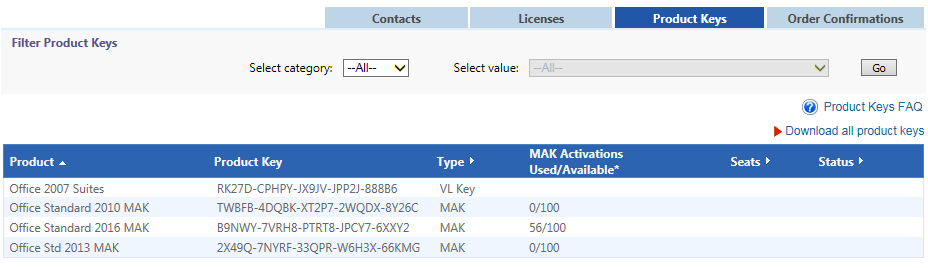 Contacts Licenses Product Keys Order Confirmations
Filter Product Keys
Select category: --All-- Select value: --All-- Go
Product Keys FAQ
Download all product keys
Product Product Key Type MAK Activations Used/Available* Seats Status
Office 2007 Suites RK27D-CPHPY-JX9JV-JPP2J-888B6 VL Key
Office Standard 2010 MAK TWBFB-4DQBK-XT2P7-2WQDX-8Y26C MAK 0/100
Office Standard 2016 MAK B9NWY-7VRH8-PTRT8-JPCY7-6XXY2 MAK 56/100
Office Std 2013 MAK 2X49Q-7NYRF-33QPR-W6H3X-66KMG MAK 0/100